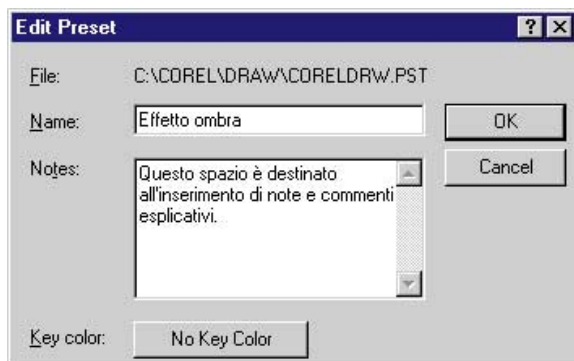 Edit Preset
File: C:\COREL\DRAW\CORELDRW.PST
Name: Effetto ombra OK
Notes: Questo spazio è destinato Cancel
all'inserimento di note e commenti
esplicativi.
Key color: No Key Color